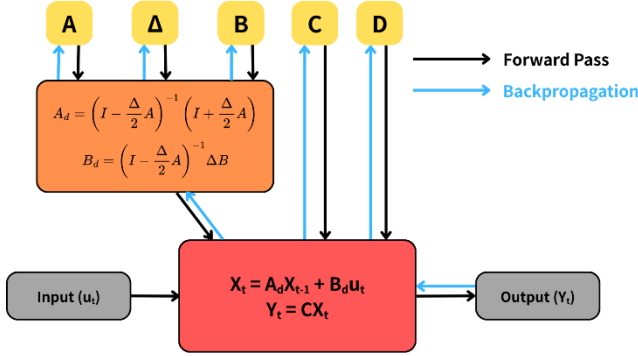 A Δ B C D
Forward Pass
Backpropagation
A_d = (I − Δ/2 A)^{-1} (I + Δ/2 A)
B_d = (I − Δ/2 A)^{-1} ΔB
X_t = A_dX_{t-1} + B_du_t
Y_t = CX_t
Input (u_t)
Output (Y_t)